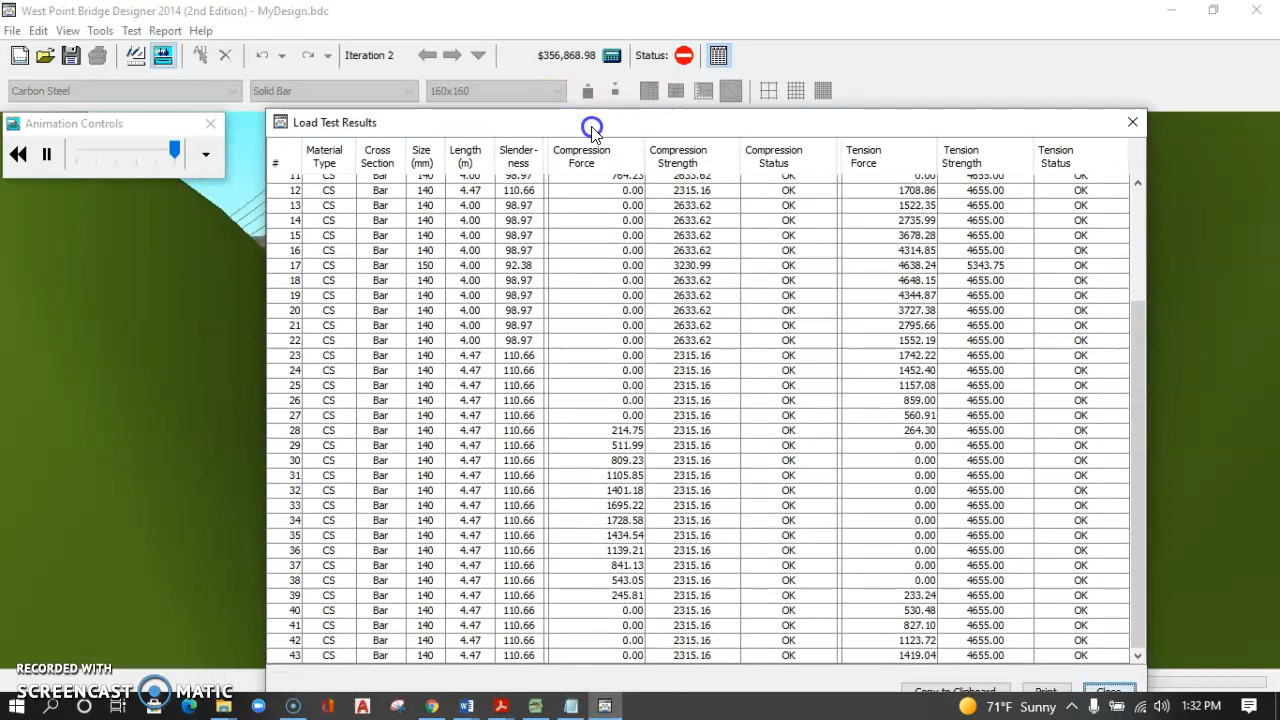 West Point Bridge Designer 2014 (2nd Edition) - MyDesign.bdc
File Edit View Tools Test Report Help
Iteration 2 $356,868.98 Status:
Carbon Steel Solid Bar 160x160
Animation Controls
Load Test Results
# Material Type Cross Section Size (mm) Length (m) Slender-ness Compression Force Compression Strength Compression Status Tension Force Tension Strength Tension Status
11 CS Bar 140 4.00 98.97 764.23 2633.62 OK 0.00 4655.00 OK
12 CS Bar 140 4.47 110.66 0.00 2315.16 OK 1708.86 4655.00 OK
13 CS Bar 140 4.00 98.97 0.00 2633.62 OK 1522.35 4655.00 OK
14 CS Bar 140 4.00 98.97 0.00 2633.62 OK 2735.99 4655.00 OK
15 CS Bar 140 4.00 98.97 0.00 2633.62 OK 3678.28 4655.00 OK
16 CS Bar 140 4.00 98.97 0.00 2633.62 OK 4314.85 4655.00 OK
17 CS Bar 150 4.00 92.38 0.00 3230.99 OK 4638.24 5343.75 OK
18 CS Bar 140 4.00 98.97 0.00 2633.62 OK 4648.15 4655.00 OK
19 CS Bar 140 4.00 98.97 0.00 2633.62 OK 4344.87 4655.00 OK
20 CS Bar 140 4.00 98.97 0.00 2633.62 OK 3727.38 4655.00 OK
21 CS Bar 140 4.00 98.97 0.00 2633.62 OK 2795.66 4655.00 OK
22 CS Bar 140 4.00 98.97 0.00 2633.62 OK 1552.19 4655.00 OK
23 CS Bar 140 4.47 110.66 0.00 2315.16 OK 1742.22 4655.00 OK
24 CS Bar 140 4.47 110.66 0.00 2315.16 OK 1452.40 4655.00 OK
25 CS Bar 140 4.47 110.66 0.00 2315.16 OK 1157.08 4655.00 OK
26 CS Bar 140 4.47 110.66 0.00 2315.16 OK 859.00 4655.00 OK
27 CS Bar 140 4.47 110.66 0.00 2315.16 OK 560.91 4655.00 OK
28 CS Bar 140 4.47 110.66 214.75 2315.16 OK 264.30 4655.00 OK
29 CS Bar 140 4.47 110.66 511.99 2315.16 OK 0.00 4655.00 OK
30 CS Bar 140 4.47 110.66 809.23 2315.16 OK 0.00 4655.00 OK
31 CS Bar 140 4.47 110.66 1105.85 2315.16 OK 0.00 4655.00 OK
32 CS Bar 140 4.47 110.66 1401.18 2315.16 OK 0.00 4655.00 OK
33 CS Bar 140 4.47 110.66 1695.22 2315.16 OK 0.00 4655.00 OK
34 CS Bar 140 4.47 110.66 1728.58 2315.16 OK 0.00 4655.00 OK
35 CS Bar 140 4.47 110.66 1434.54 2315.16 OK 0.00 4655.00 OK
36 CS Bar 140 4.47 110.66 1139.21 2315.16 OK 0.00 4655.00 OK
37 CS Bar 140 4.47 110.66 841.13 2315.16 OK 0.00 4655.00 OK
38 CS Bar 140 4.47 110.66 543.05 2315.16 OK 0.00 4655.00 OK
39 CS Bar 140 4.47 110.66 245.81 2315.16 OK 233.24 4655.00 OK
40 CS Bar 140 4.47 110.66 0.00 2315.16 OK 530.48 4655.00 OK
41 CS Bar 140 4.47 110.66 0.00 2315.16 OK 827.10 4655.00 OK
42 CS Bar 140 4.47 110.66 0.00 2315.16 OK 1123.72 4655.00 OK
43 CS Bar 140 4.47 110.66 0.00 2315.16 OK 1419.04 4655.00 OK
Copy to Clipboard Print Close
RECORDED WITH
SCREENCAST MATIC
71°F Sunny 1:32 PM